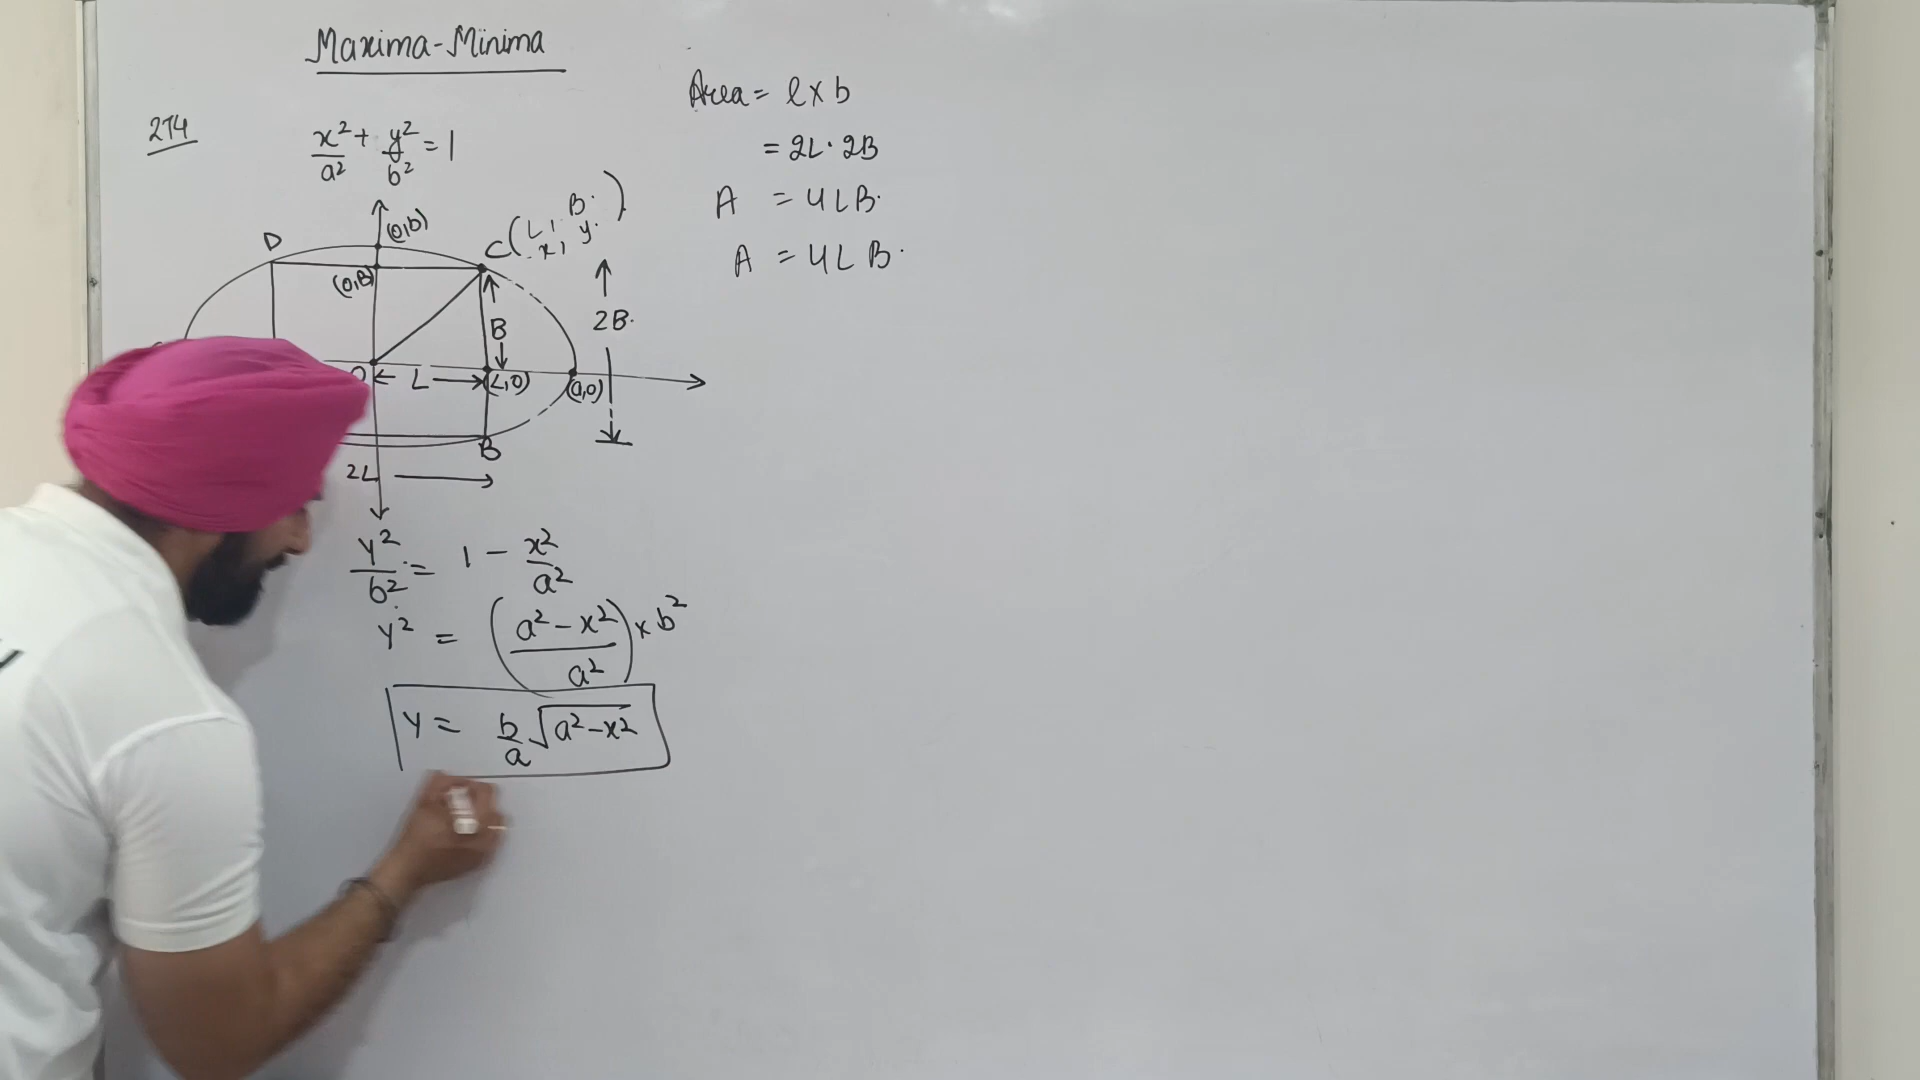 Maxima-Minima
274
x²/a² + y²/b² = 1
D
(0,b)
C(L, B.)
x, y.
(0,B)
B
2B.
O
L
(L,0)
(a,0)
B
2L
y²/b² = 1 - x²/a²
y² = (a² - x²/a²) x b²
y = b/a √a²-x²
Area = l x b
= 2L · 2B
A = 4LB.
A = 4LB.